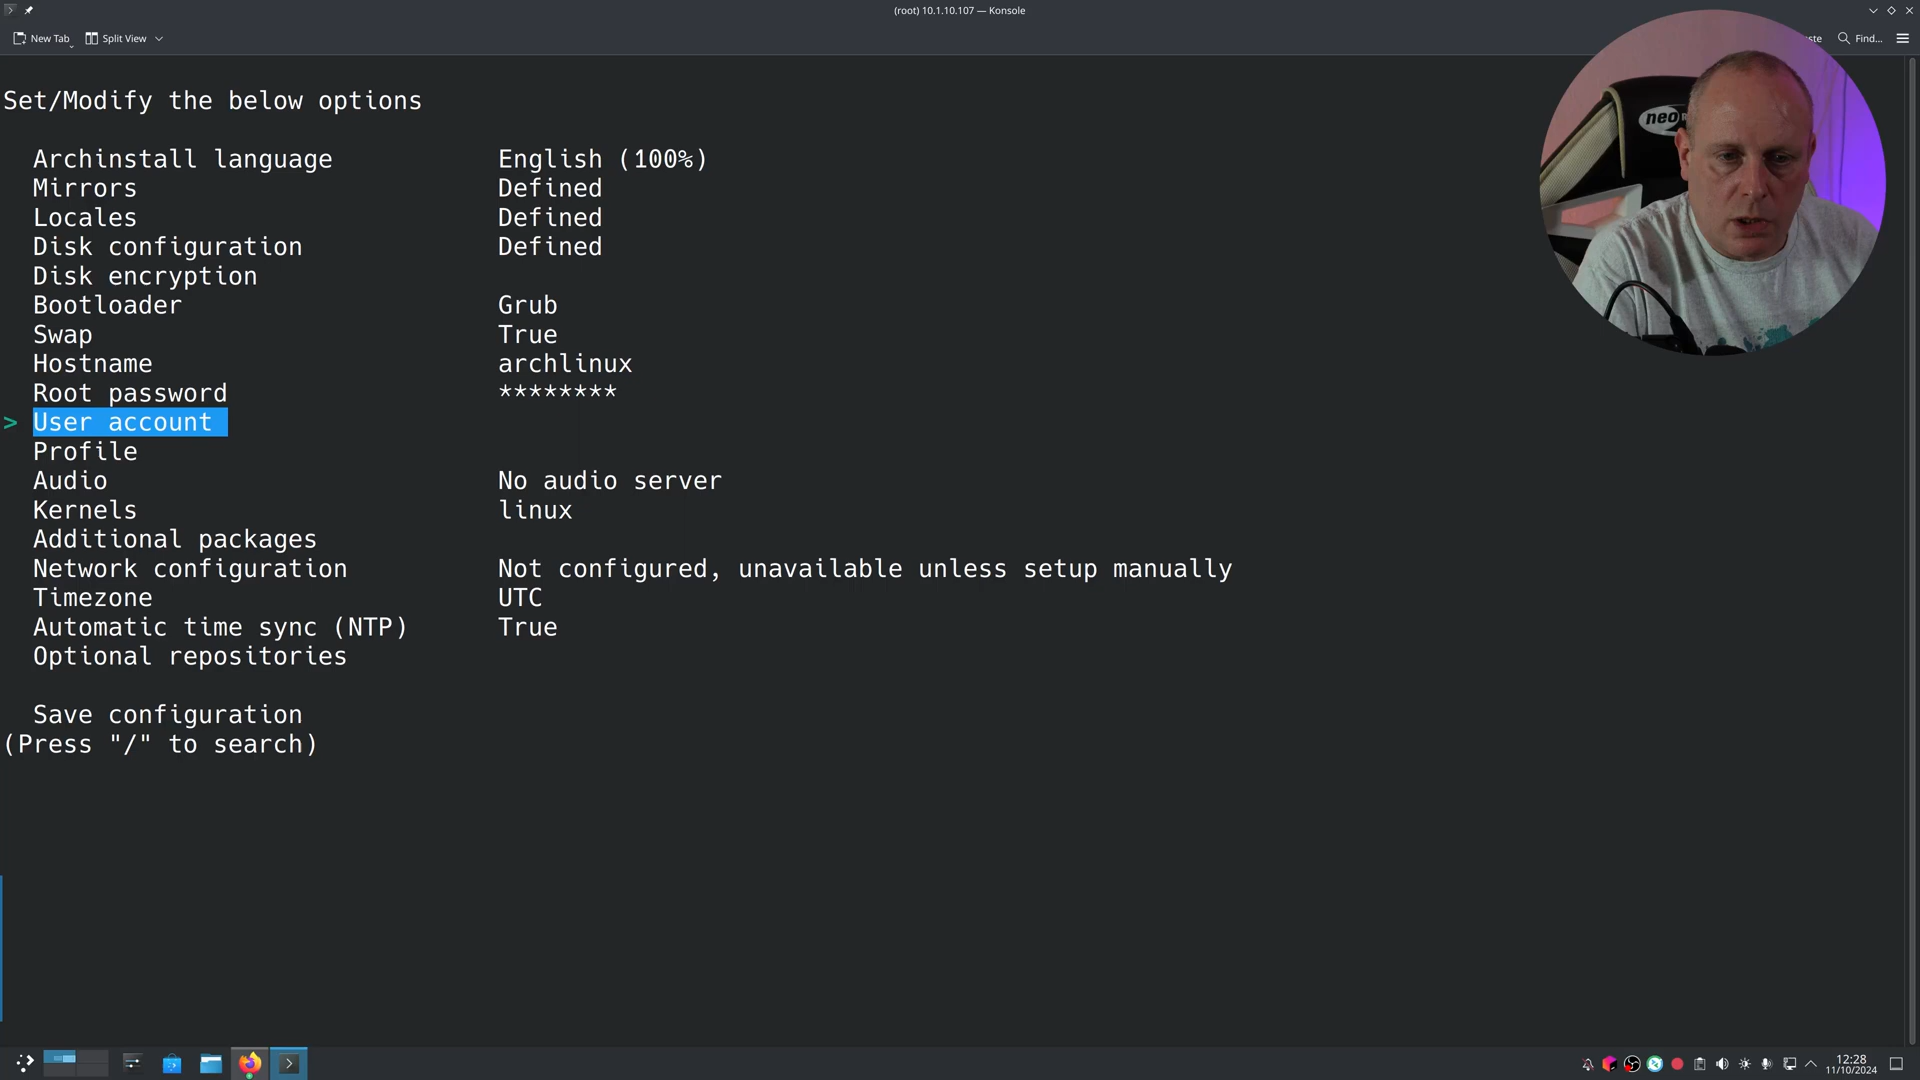 (root) 10.1.10.107 — Konsole
New Tab
Split View
Find...
neo
Set/Modify the below options
Archinstall language English (100%)
Mirrors Defined
Locales Defined
Disk configuration Defined
Disk encryption
Bootloader Grub
Swap True
Hostname archlinux
Root password ********
> User account
Profile
Audio No audio server
Kernels linux
Additional packages
Network configuration Not configured, unavailable unless setup manually
Timezone UTC
Automatic time sync (NTP) True
Optional repositories
Save configuration
(Press "/" to search)
12:28
11/10/2024